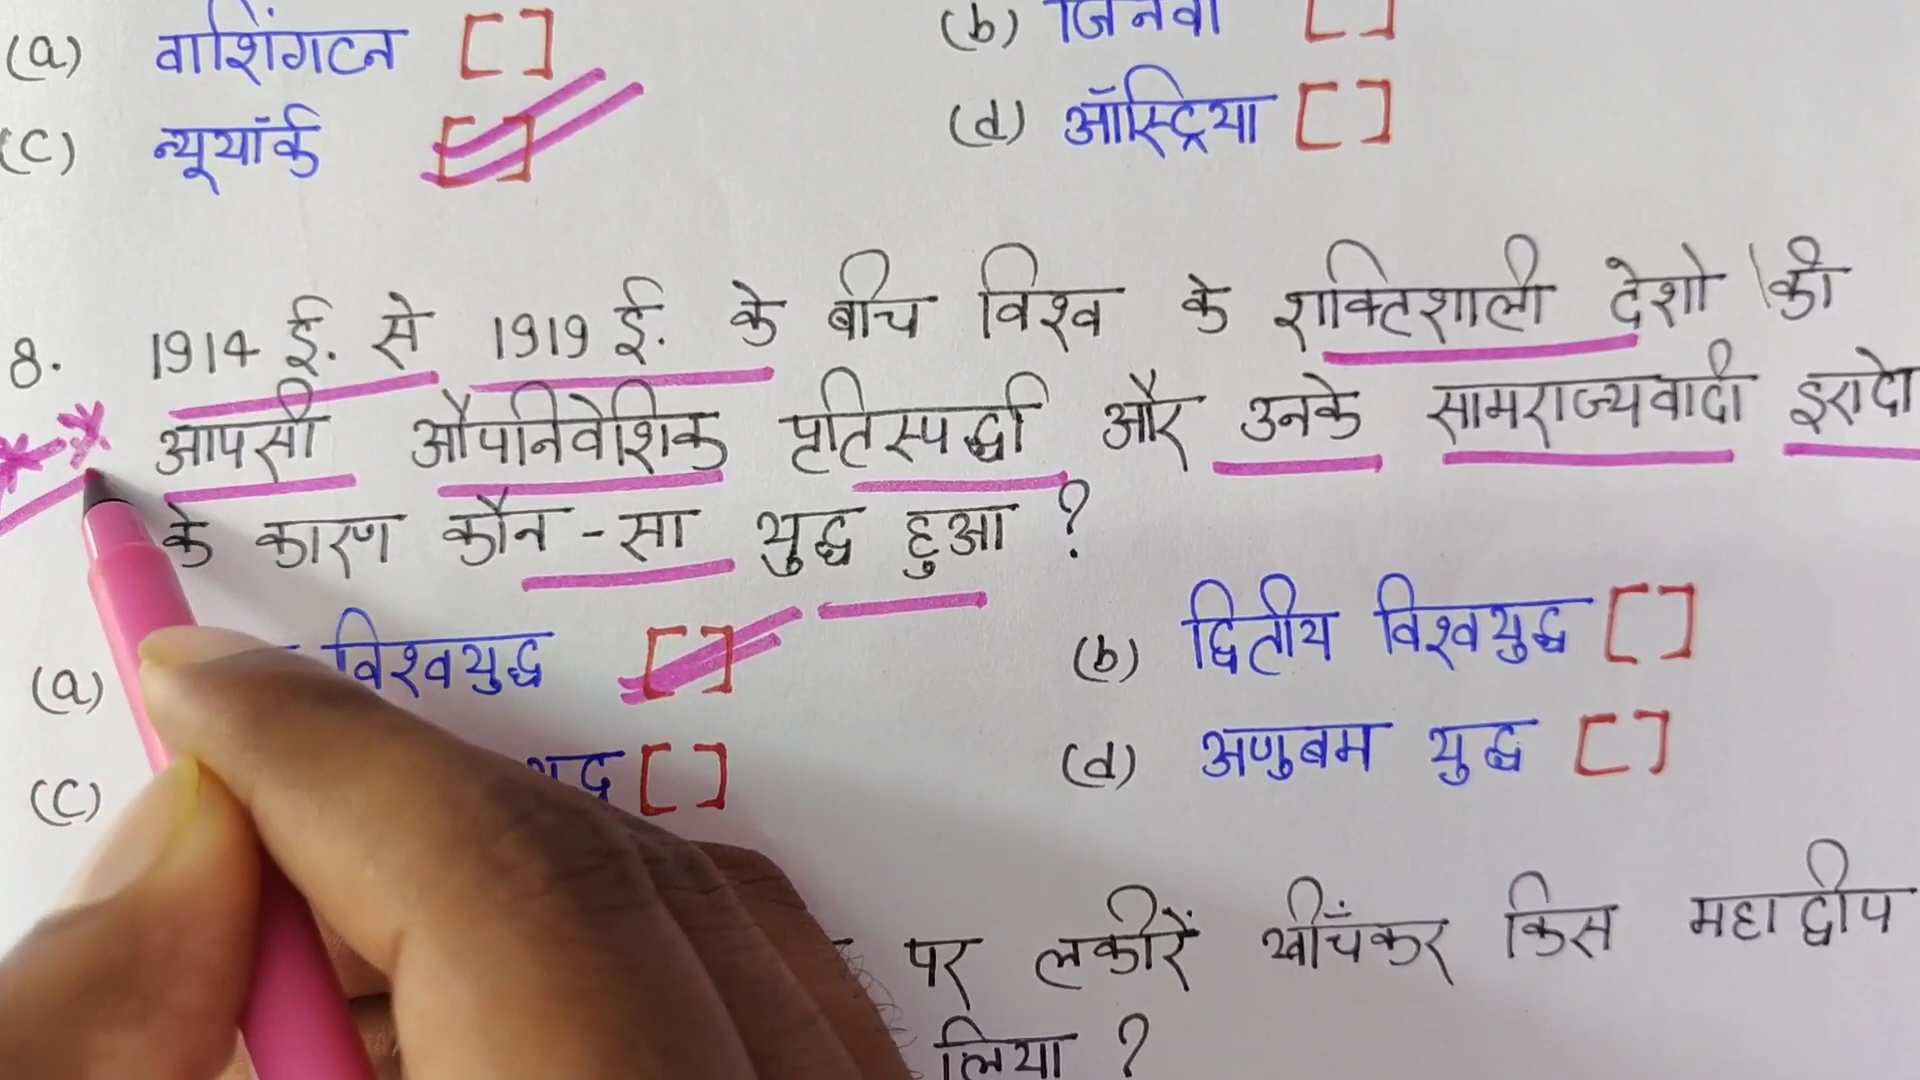 (a) वाशिंगटन [ ] (b) जिनेवा [ ]
(c) न्यूयॉर्क [ ] (d) ऑस्ट्रिया [ ]
8. 1914 ई. से 1919 ई. के बीच विश्व के शक्तिशाली देशो की
आपसी औपनिवेशिक प्रतिस्पर्द्धा और उनके सामराज्यवादी इरादो
के कारण कौन-सा युद्ध हुआ ?
(a) विश्वयुद्ध [ ] (b) द्वितीय विश्वयुद्ध [ ]
(c) युद्ध [ ] (d) अणुबम युद्ध [ ]
पर लकीरें खींचकर किस महाद्वीप
लिया ?